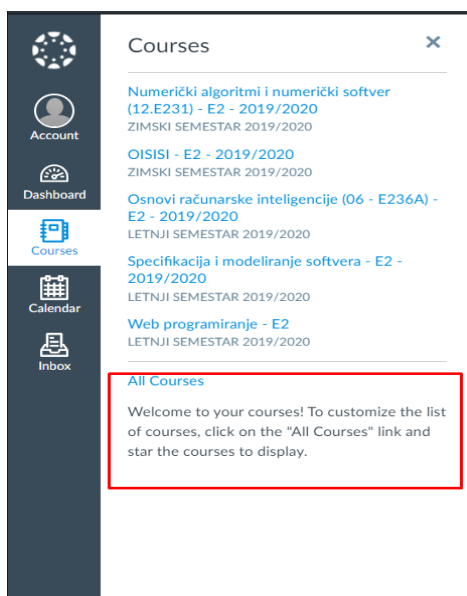 Account
Dashboard
Courses
Calendar
Inbox
Courses
Numerički algoritmi i numerički softver
(12.E231) - E2 - 2019/2020
ZIMSKI SEMESTAR 2019/2020
OISISI - E2 - 2019/2020
ZIMSKI SEMESTAR 2019/2020
Osnovi računarske inteligencije (06 - E236A) -
E2 - 2019/2020
LETNJI SEMESTAR 2019/2020
Specifikacija i modeliranje softvera - E2 -
2019/2020
LETNJI SEMESTAR 2019/2020
Web programiranje - E2
LETNJI SEMESTAR 2019/2020
All Courses
Welcome to your courses! To customize the list
of courses, click on the "All Courses" link and
star the courses to display.